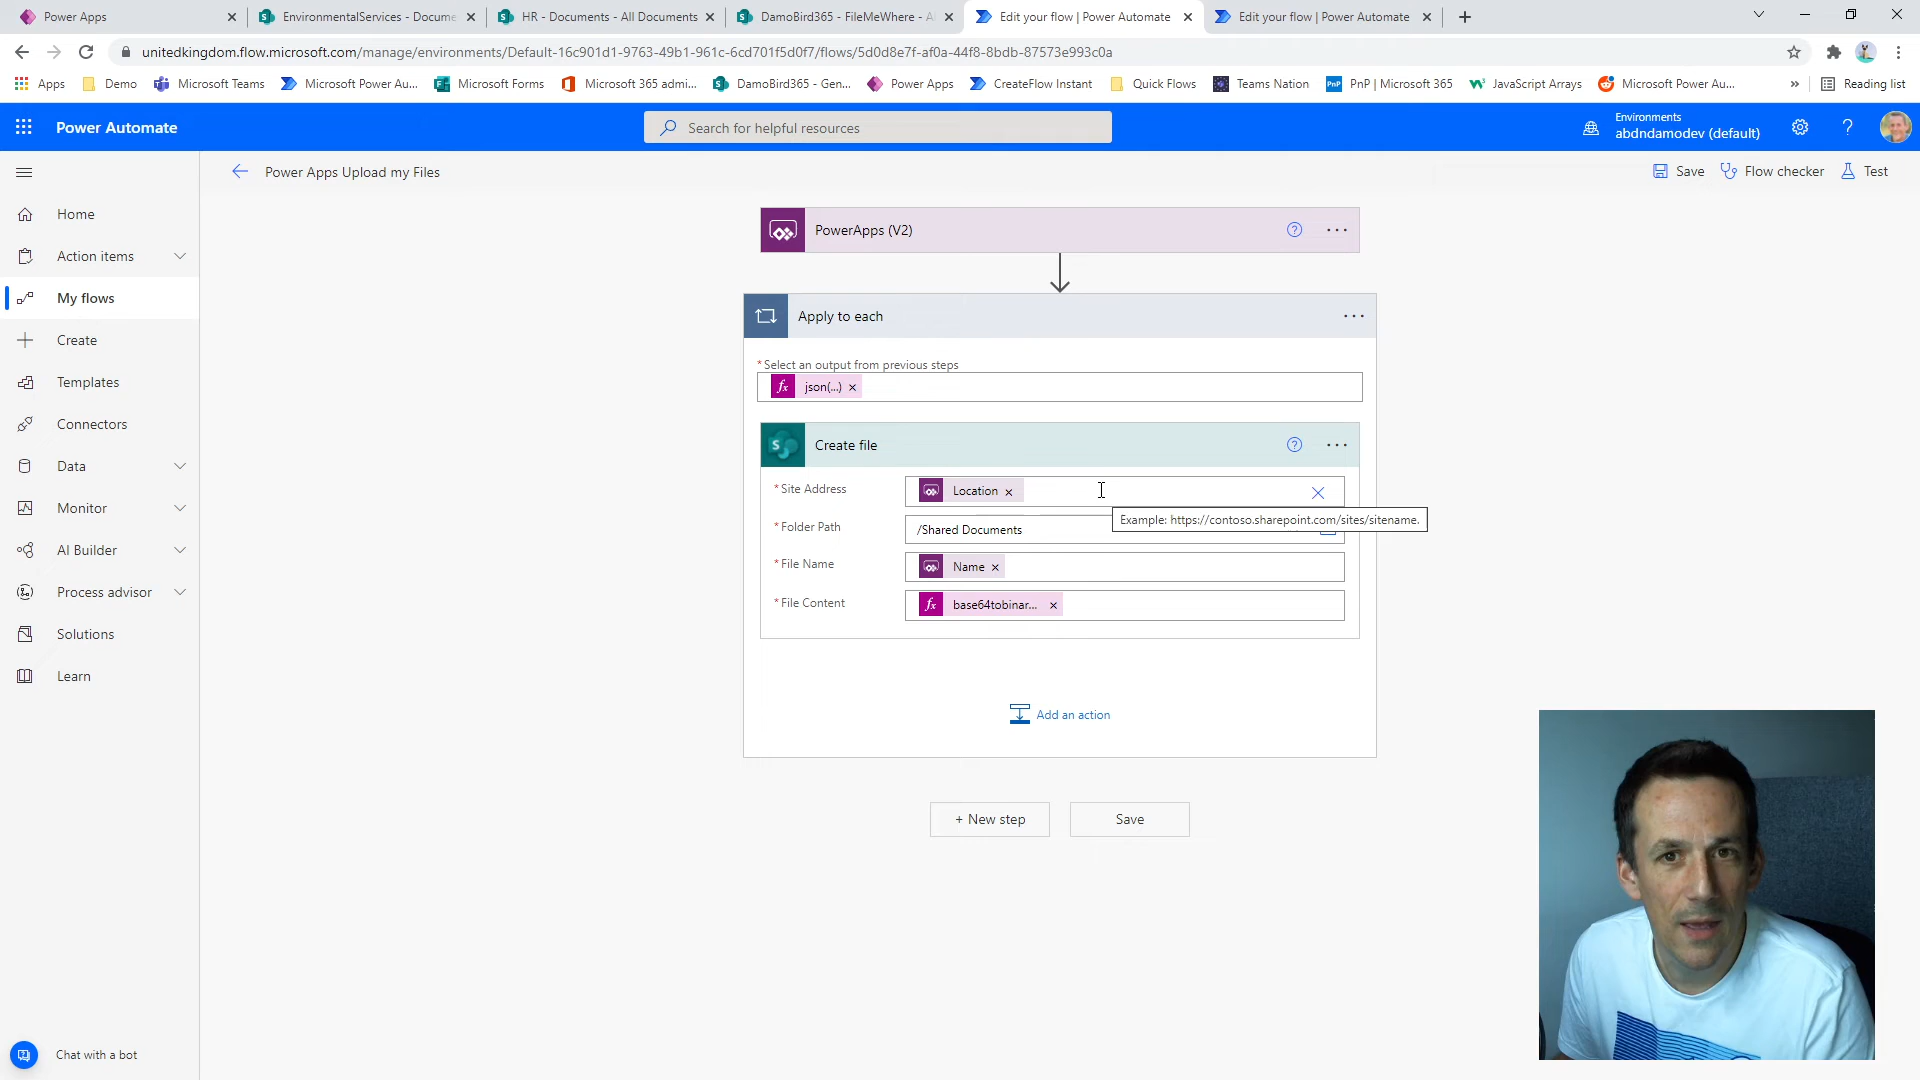 Power Apps
EnvironmentalServices - Docume
HR - Documents - All Documents
DamoBird365 - FileMeWhere - A
Edit your flow | Power Automate
Edit your flow | Power Automate
unitedkingdom.flow.microsoft.com/manage/environments/Default-16c901d1-9763-49b1-961c-6cd701f5d0f7/flows/5d0d8e7f-af0a-44f8-8bdb-87573e993c0a
Apps
Demo
Microsoft Teams
Microsoft Power Au...
Microsoft Forms
Microsoft 365 admi...
DamoBird365 - Gen...
Power Apps
CreateFlow Instant
Quick Flows
Teams Nation
PnP | Microsoft 365
JavaScript Arrays
Microsoft Power Au...
»
Reading list
Power Automate
Search for helpful resources
Environments
abdndamodev (default)
Power Apps Upload my Files
Save
Flow checker
Test
Home
Action items
My flows
Create
Templates
Connectors
Data
Monitor
AI Builder
Process advisor
Solutions
Learn
Chat with a bot
PowerApps (V2)
Apply to each
* Select an output from previous steps
fx json(...) ×
Create file
* Site Address
Location ×
Example: https://contoso.sharepoint.com/sites/sitename.
* Folder Path
/Shared Documents
* File Name
Name ×
* File Content
fx base64tobinar... ×
Add an action
+ New step
Save